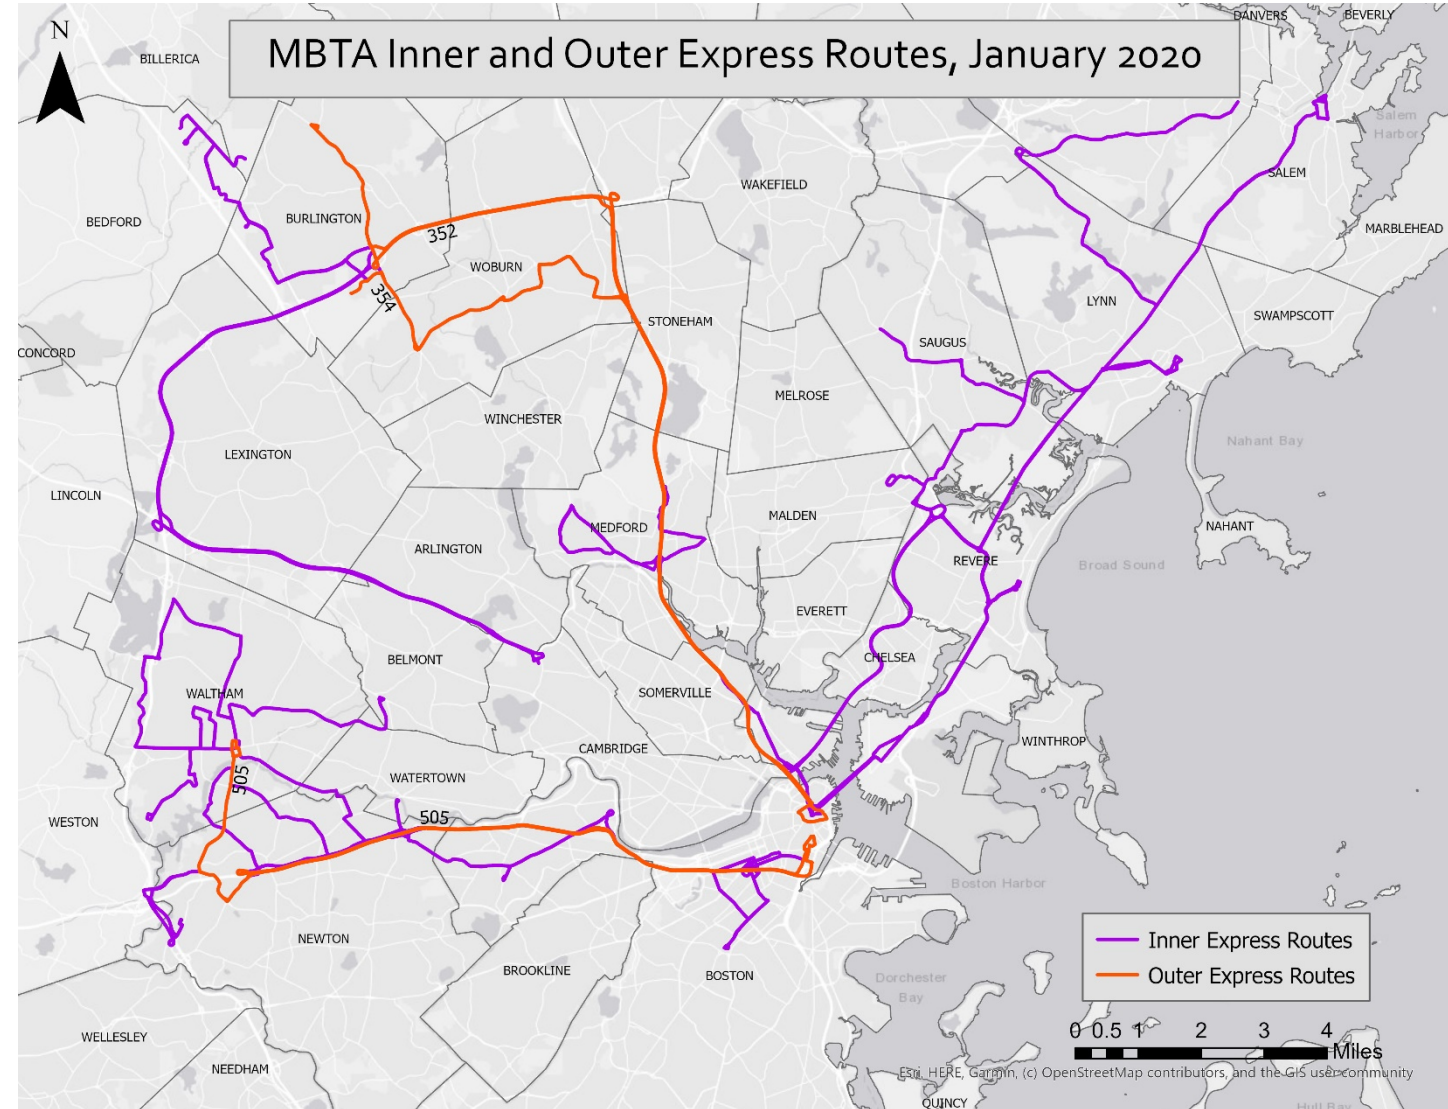 DANVERS
BEVERLY
N
MBTA Inner and Outer Express Routes, January 2020
BILLERICA
Salem
Harbor
SALEM
WAKEFIELD
BEDFORD
BURLINGTON
MARBLEHEAD
352
WOBURN
354
LYNN
SWAMPSCOTT
STONEHAM
SAUGUS
CONCORD
MELROSE
WINCHESTER
Nahant Bay
LEXINGTON
LINCOLN
MALDEN
MEDFORD
NAHANT
ARLINGTON
REVERE
Broad Sound
EVERETT
BELMONT
CHELSEA
WALTHAM
SOMERVILLE
WINTHROP
CAMBRIDGE
505
WATERTOWN
WESTON
505
Boston Harbor
NEWTON
Inner Express Routes
BROOKLINE
BOSTON
Dorchester
Bay
Outer Express Routes
WELLESLEY
0 0.5 1 2 3 4
Miles
NEEDHAM
Esri, HERE, Garmin, (c) OpenStreetMap contributors, and the GIS user community
QUINCY
Hull Bay